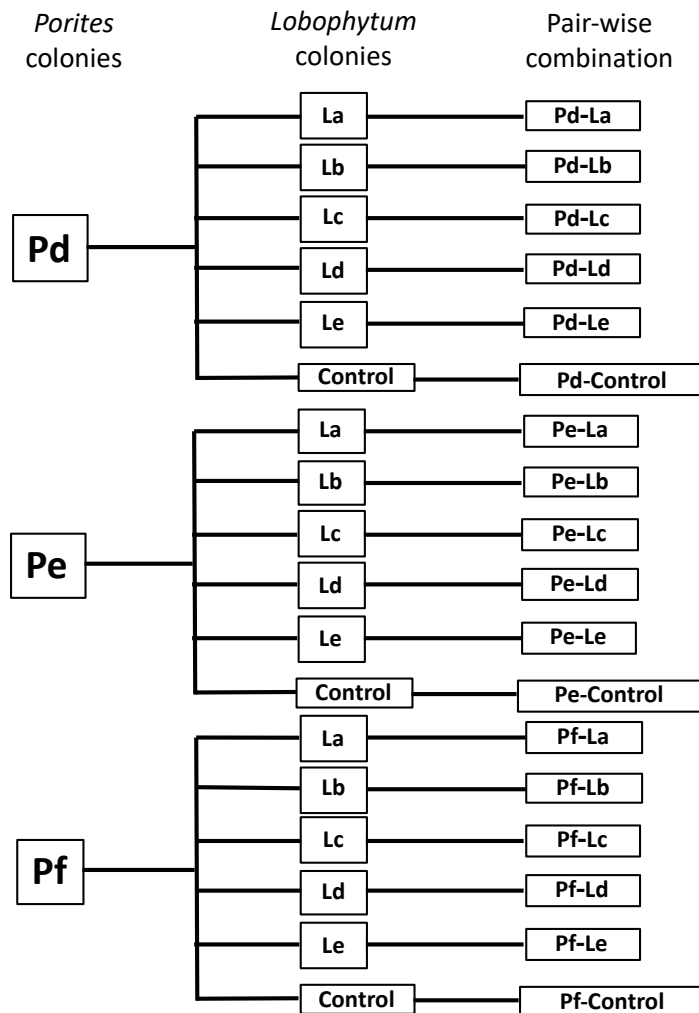 Porites Lobophytum Pair-wise
colonies colonies combination
La Pd-La
Lb Pd-Lb
Lc Pd-Lc
Pd
Ld Pd-Ld
Le Pd-Le
Control Pd-Control
La Pe-La
Lb Pe-Lb
Lc Pe-Lc
Pe
Ld Pe-Ld
Le Pe-Le
Control Pe-Control
La Pf-La
Lb Pf-Lb
Lc Pf-Lc
Pf
Ld Pf-Ld
Le Pf-Le
Control Pf-Control